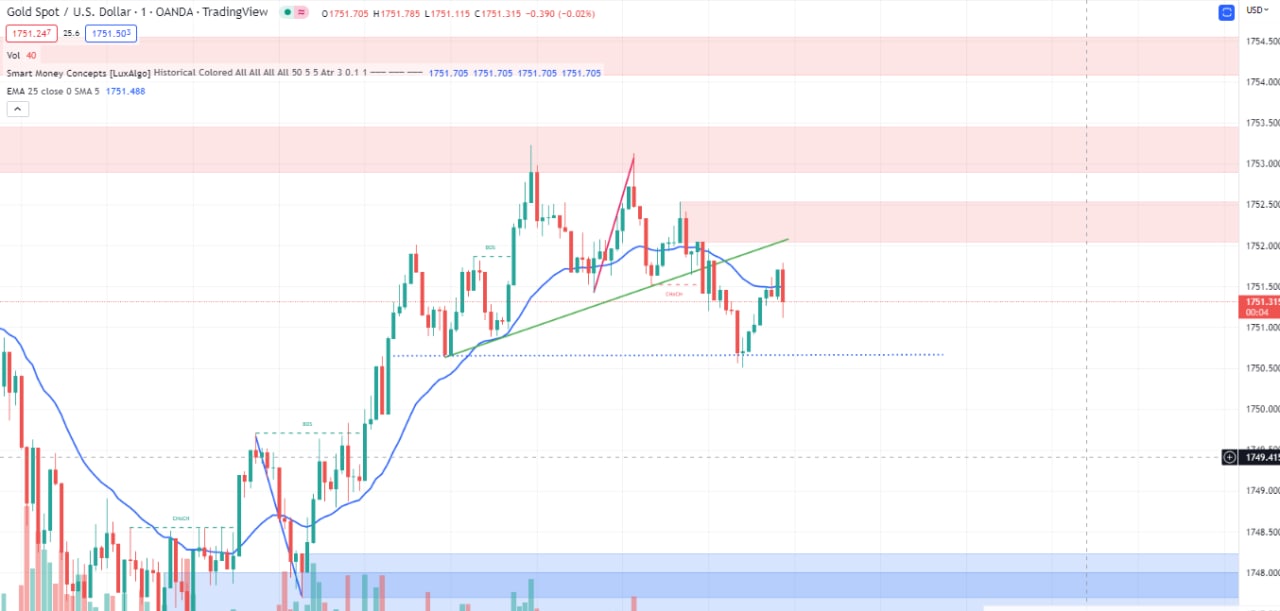 Gold Spot / U.S. Dollar · 1 · OANDA · TradingView ≈ O1751.705 H1751.785 L1751.115 C1751.315 −0.390 (−0.02%) USD
1751.247 25.6 1751.503
Vol 40
Smart Money Concepts [LuxAlgo] Historical Colored All All All All 50 5 5 Atr 3 0.1 1 1751.705 1751.705 1751.705 1751.705
EMA 25 close 0 SMA 5 1751.488
1754.500
1754.000
1753.500
1753.000
1752.500
1752.000
BOS
1751.500
CHoCH
1751.315
00:04
1751.000
1750.500
1750.000
BOS
1749.415
1749.000
CHoCH
1748.500
1748.000